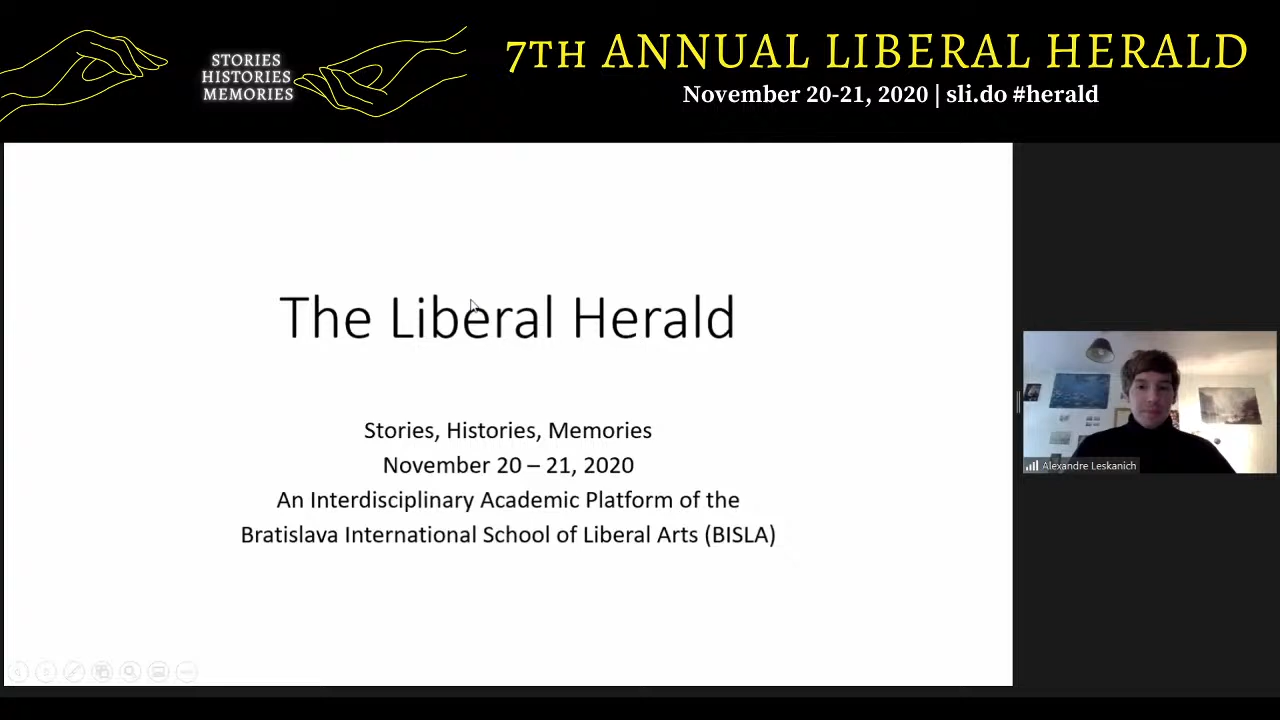 STORIES
HISTORIES
MEMORIES
7TH ANNUAL LIBERAL HERALD
November 20-21, 2020 | sli.do #herald
The Liberal Herald
Stories, Histories, Memories
November 20 – 21, 2020
An Interdisciplinary Academic Platform of the
Bratislava International School of Liberal Arts (BISLA)
Alexandre Leskanich